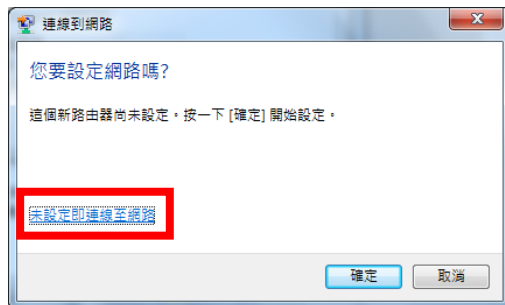 連線到網路
您要設定網路嗎?
這個新路由器尚未設定。按一下 [確定] 開始設定。
未設定即連線至網路
確定
取消